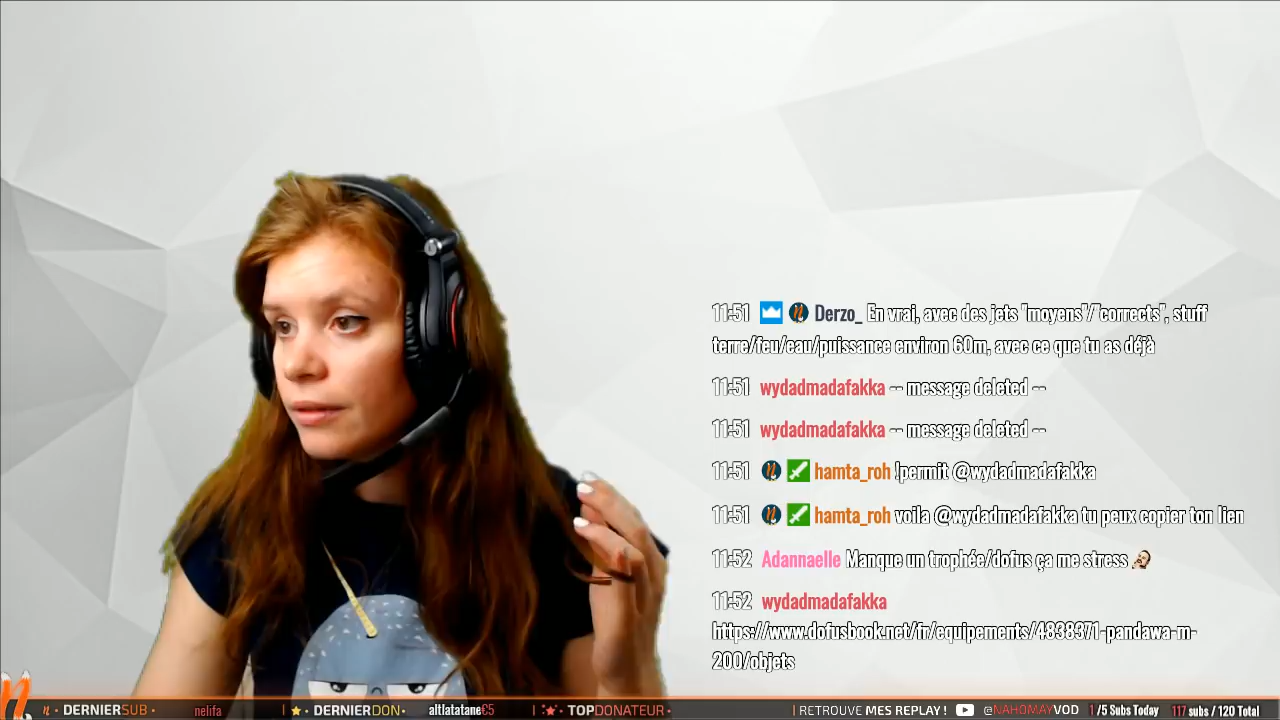 11:51 Derzo_ En vrai, avec des jets "moyens"/"corrects", stuff
terre/feu/eau/puissance environ 60m, avec ce que tu as déjà
11:51 wydadmadafakka -- message deleted --
11:51 wydadmadafakka -- message deleted --
11:51 hamta_roh !permit @wydadmadafakka
11:51 hamta_roh voila @wydadmadafakka tu peux copier ton lien
11:52 Adannaelle Manque un trophée/dofus ça me stress
11:52 wydadmadafakka
https://www.dofusbook.net/fr/equipements/4838371-pandawa-m-
200/objets
DERNIERSUB nelifa DERNIERDON altlatatane €5 TOPDONATEUR RETROUVE MES REPLAY ! @NAHOMAYVOD 1/5 Subs Today 117 subs / 120 Total